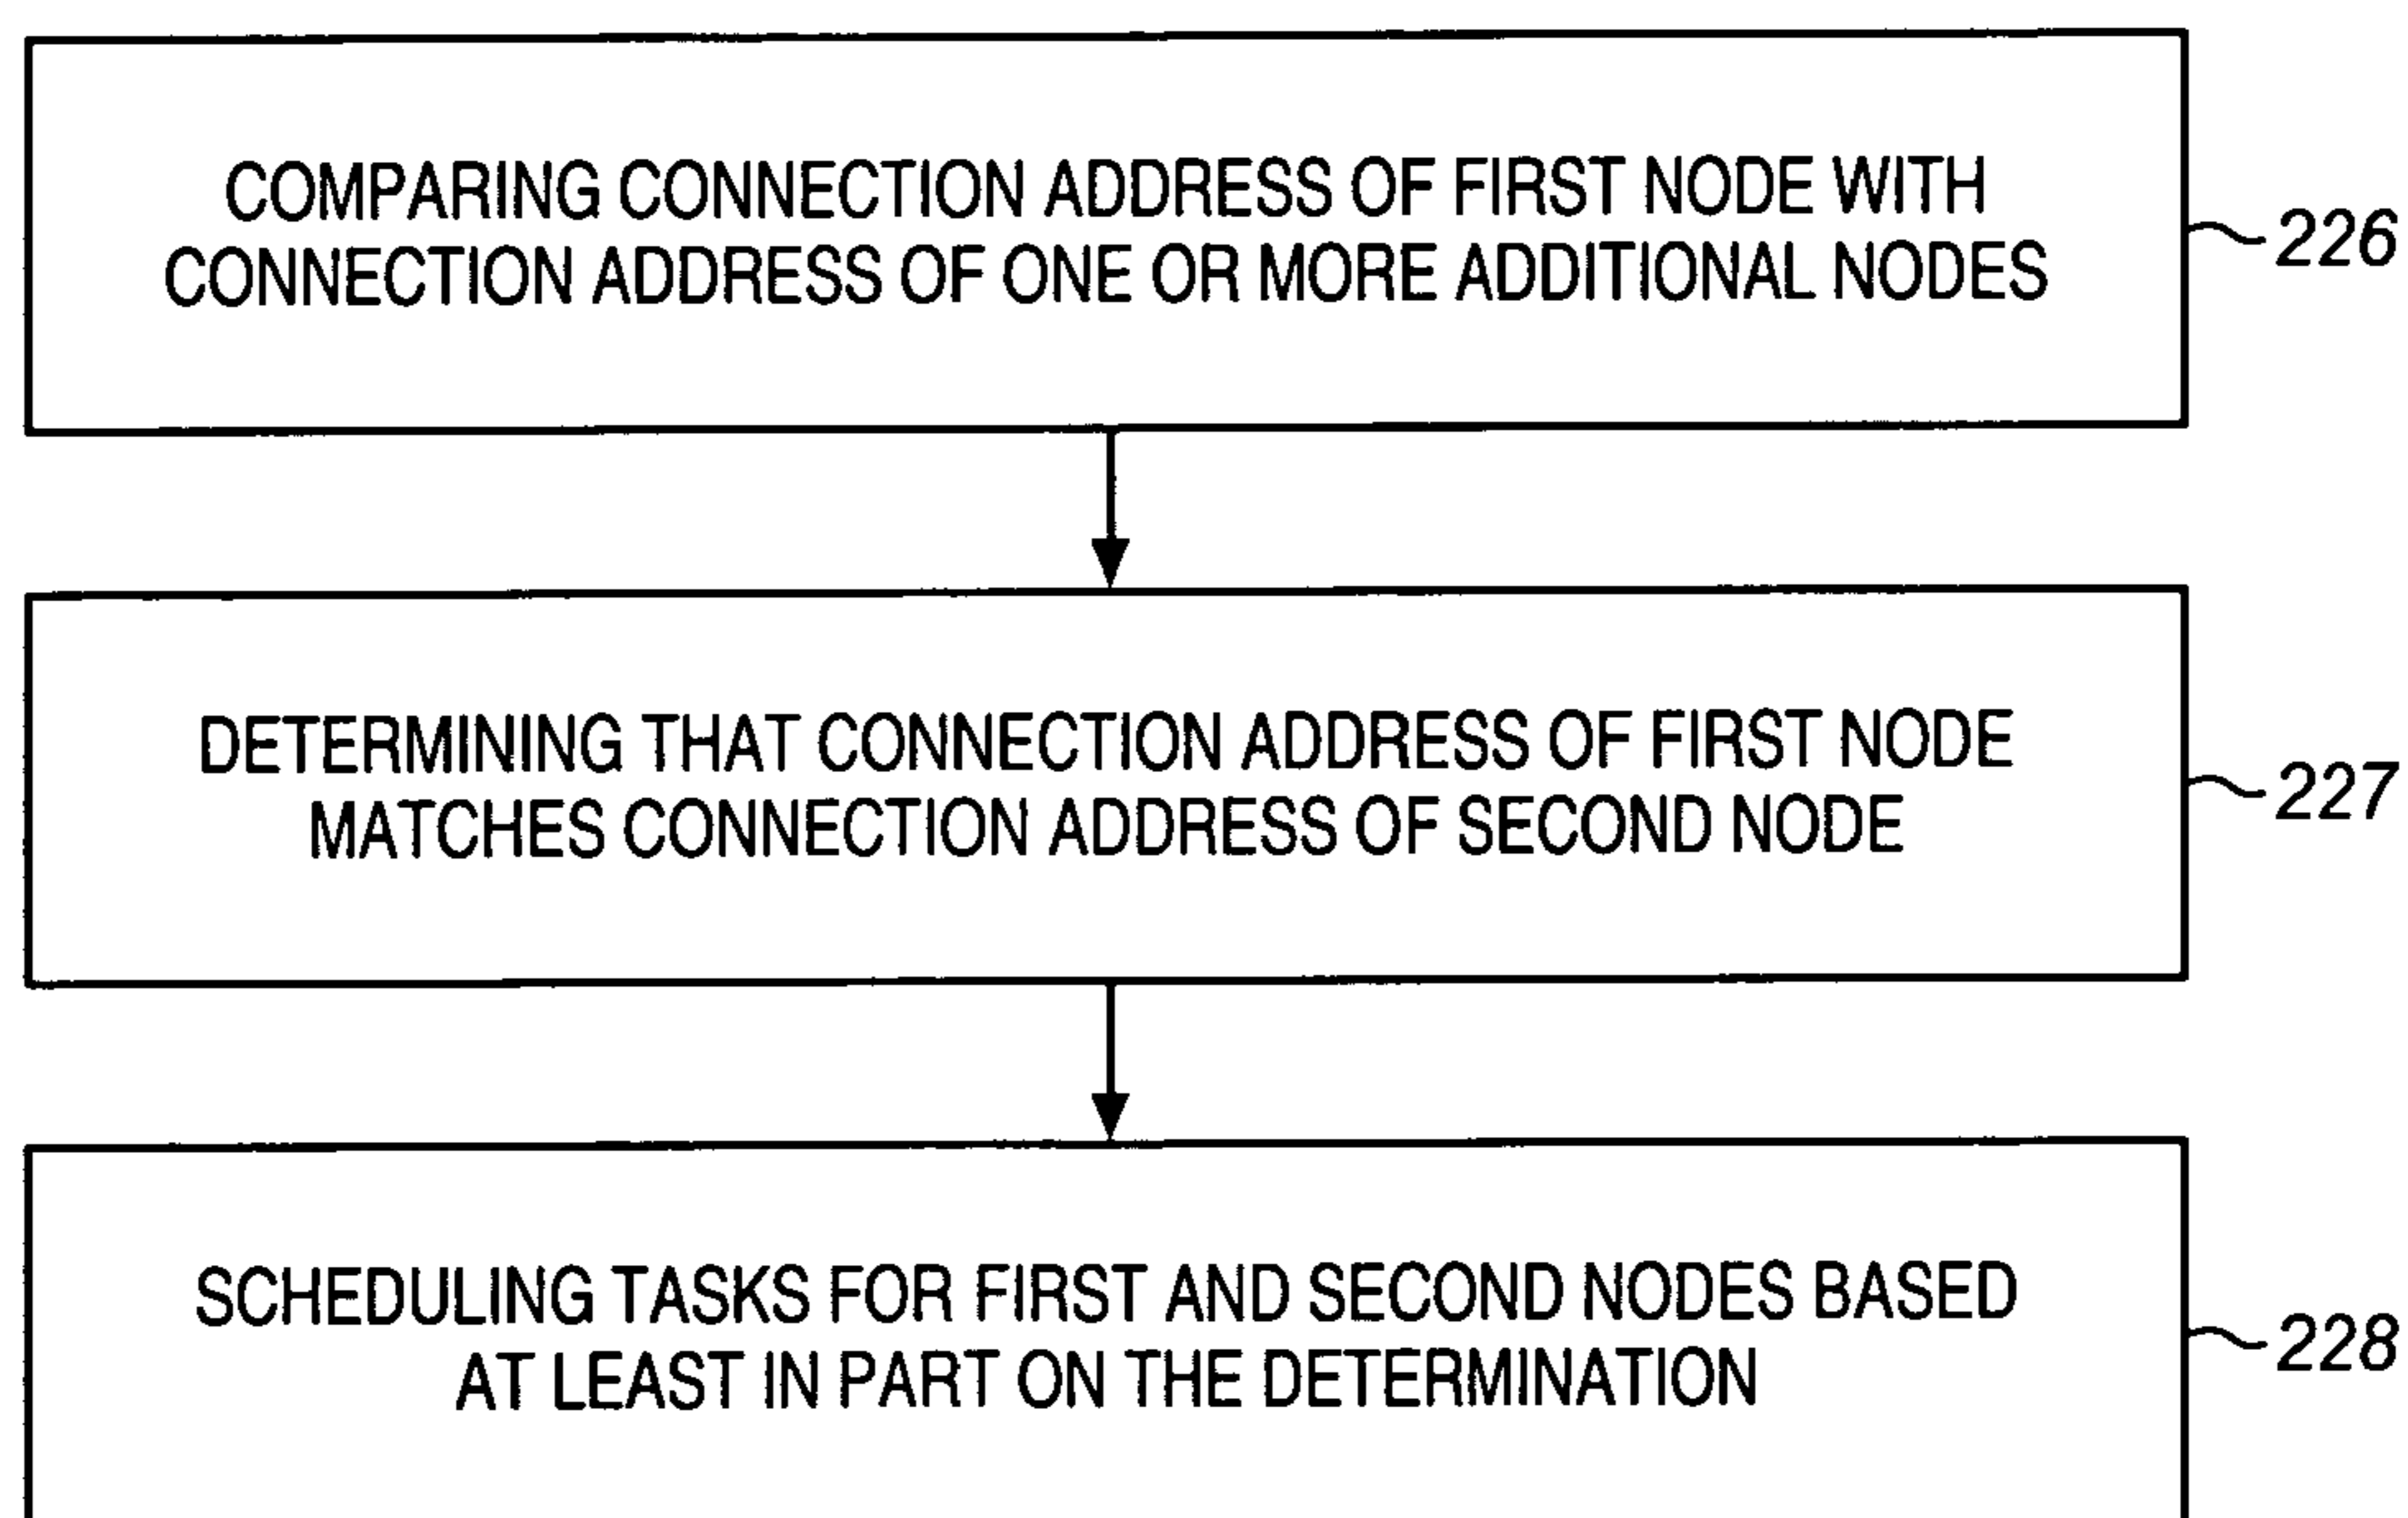 COMPARING CONNECTION ADDRESS OF FIRST NODE WITH
CONNECTION ADDRESS OF ONE OR MORE ADDITIONAL NODES
226
DETERMINING THAT CONNECTION ADDRESS OF FIRST NODE
MATCHES CONNECTION ADDRESS OF SECOND NODE
227
SCHEDULING TASKS FOR FIRST AND SECOND NODES BASED
AT LEAST IN PART ON THE DETERMINATION
228